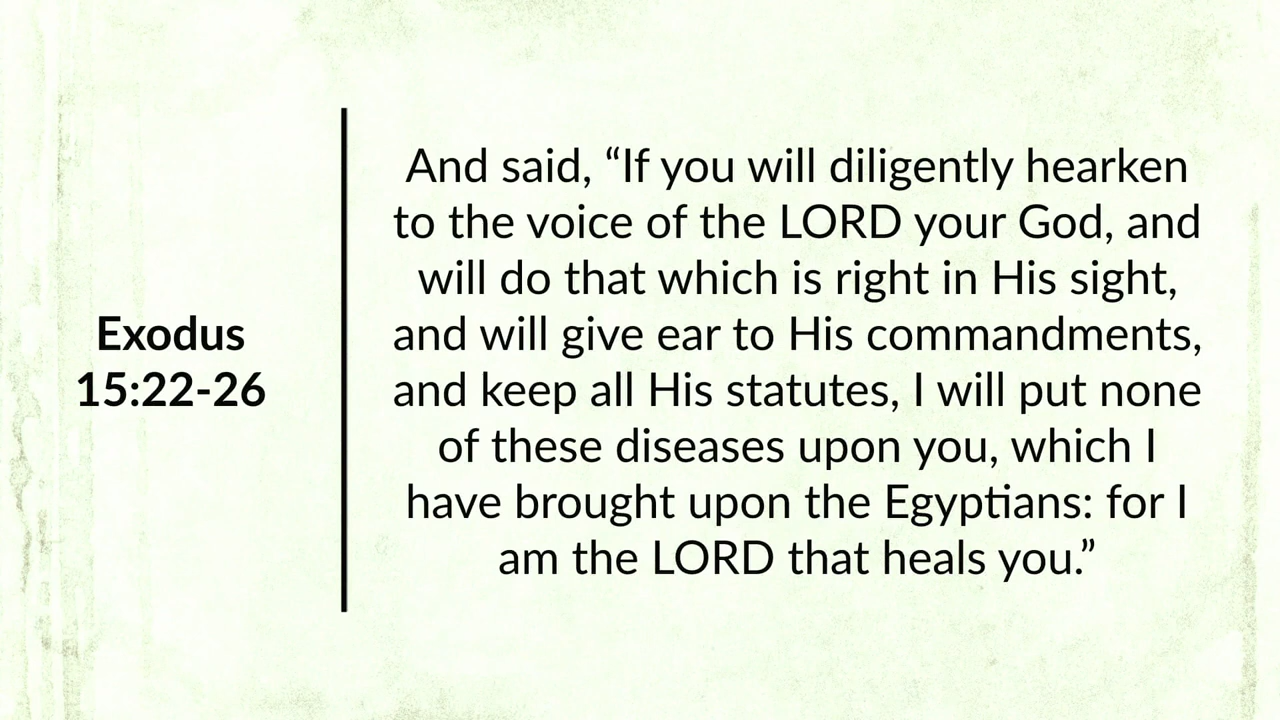 Exodus
15:22-26
And said, “If you will diligently hearken
to the voice of the LORD your God, and
will do that which is right in His sight,
and will give ear to His commandments,
and keep all His statutes, I will put none
of these diseases upon you, which I
have brought upon the Egyptians: for I
am the LORD that heals you.”